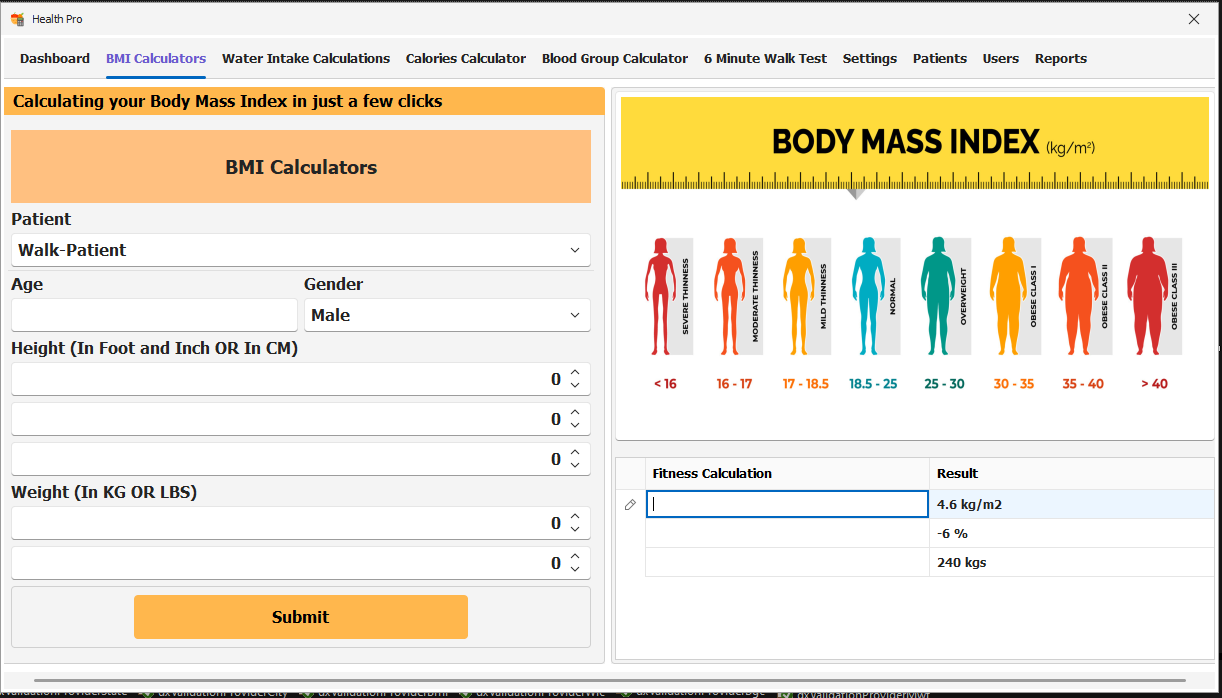 Health Pro
Dashboard BMI Calculators Water Intake Calculations Calories Calculator Blood Group Calculator 6 Minute Walk Test Settings Patients Users Reports
Calculating your Body Mass Index in just a few clicks
BMI Calculators
Patient
Walk-Patient
Age Gender
Male
Height (In Foot and Inch OR In CM)
0
0
0
Weight (In KG OR LBS)
0
0
Submit
BODY MASS INDEX (kg/m²)
SEVERE THINNESS
MODERATE THINNESS
MILD THINNESS
NORMAL
OVERWEIGHT
OBESE CLASS I
OBESE CLASS II
OBESE CLASS III
< 16 16 - 17 17 - 18.5 18.5 - 25 25 - 30 30 - 35 35 - 40 > 40
Fitness Calculation Result
4.6 kg/m2
-6 %
240 kgs